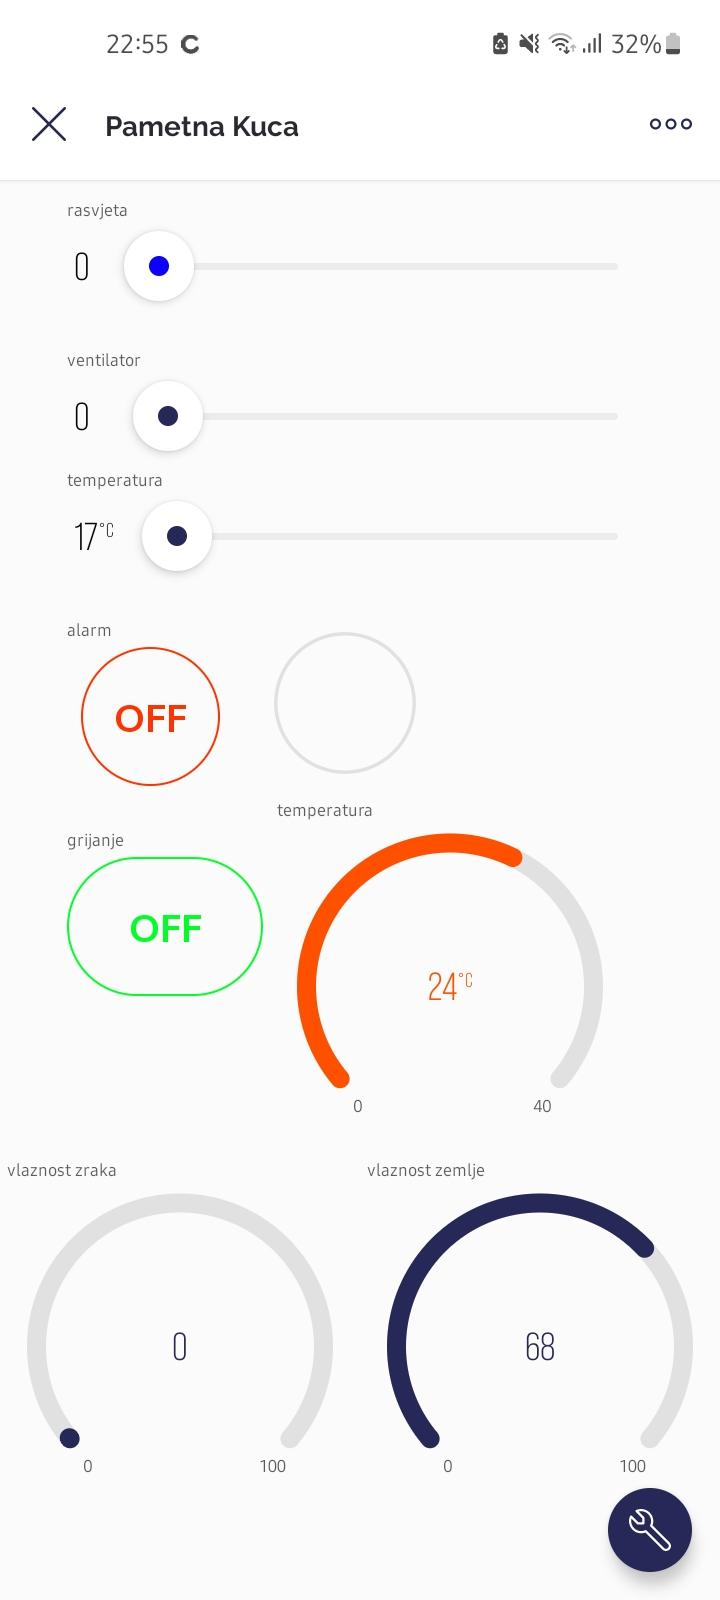 22:55 C 32%
Pametna Kuca
rasvjeta
0
ventilator
0
temperatura
17°C
alarm
OFF
temperatura
grijanje
OFF
24°C
0 40
vlaznost zraka vlaznost zemlje
0 68
0 100 0 100